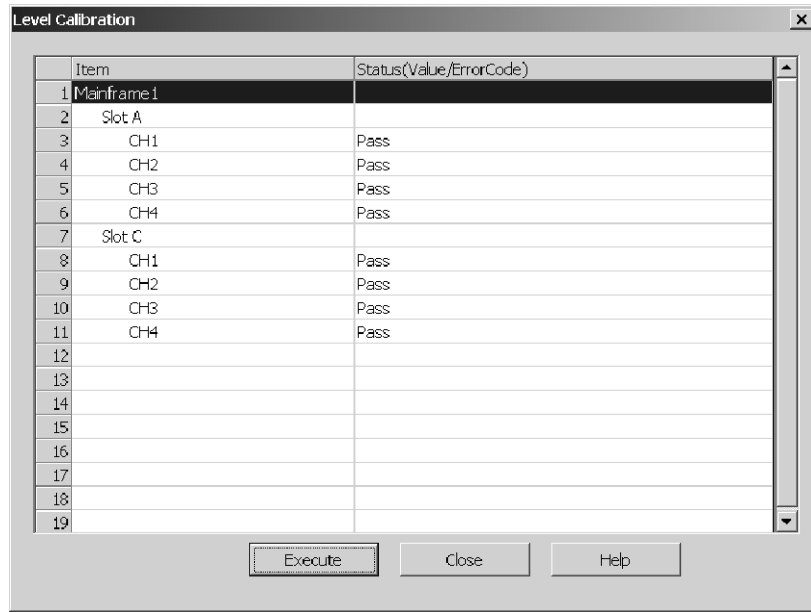 Level Calibration
Item Status(Value/ErrorCode)
1 Mainframe1
2 Slot A
3 CH1 Pass
4 CH2 Pass
5 CH3 Pass
6 CH4 Pass
7 Slot C
8 CH1 Pass
9 CH2 Pass
10 CH3 Pass
11 CH4 Pass
12
13
14
15
16
17
18
19
Execute Close Help